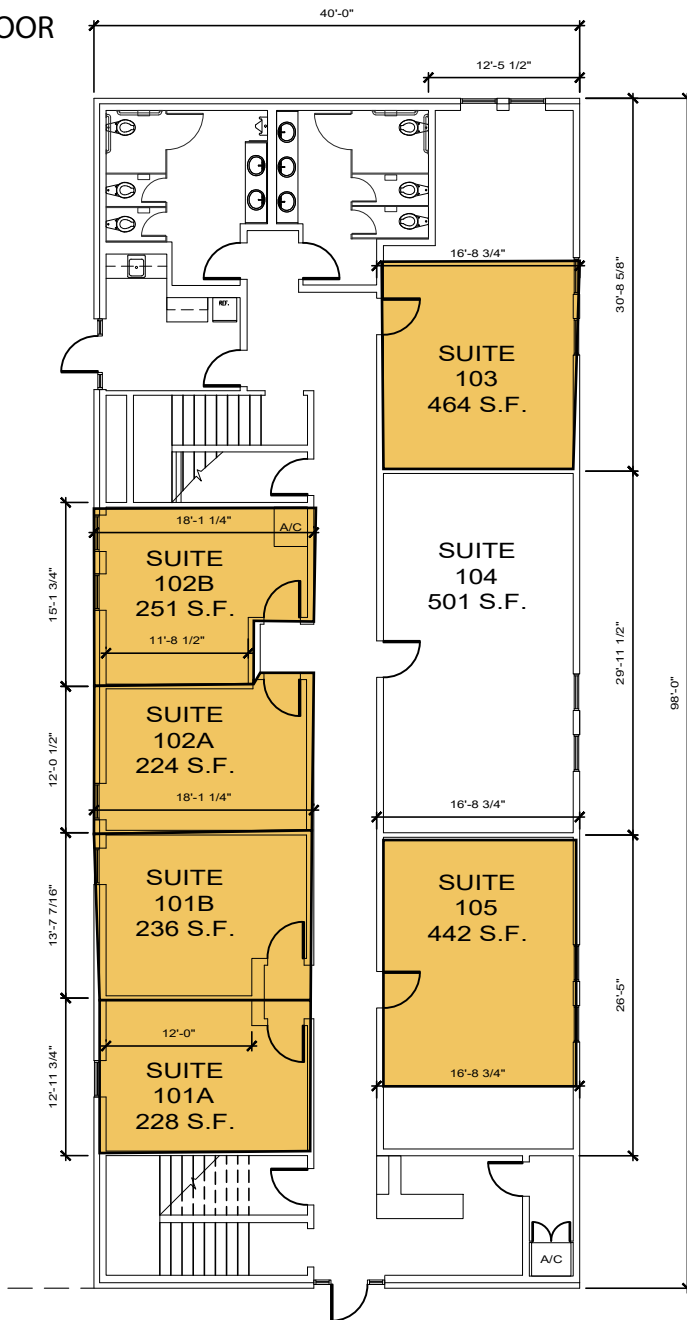 OOR
40'-0"
12'-5 1/2"
16'-8 3/4"
30'-8 5/8"
REF.
SUITE
103
464 S.F.
18'-1 1/4"
A/C
SUITE
102B
251 S.F.
15'-1 3/4"
11'-8 1/2"
SUITE
104
501 S.F.
29'-11 1/2"
98'-0"
SUITE
102A
224 S.F.
12'-0 1/2"
18'-1 1/4"
16'-8 3/4"
SUITE
101B
236 S.F.
13'-7 7/16"
SUITE
105
442 S.F.
26'-5"
12'-0"
SUITE
101A
228 S.F.
12'-11 3/4"
16'-8 3/4"
A/C